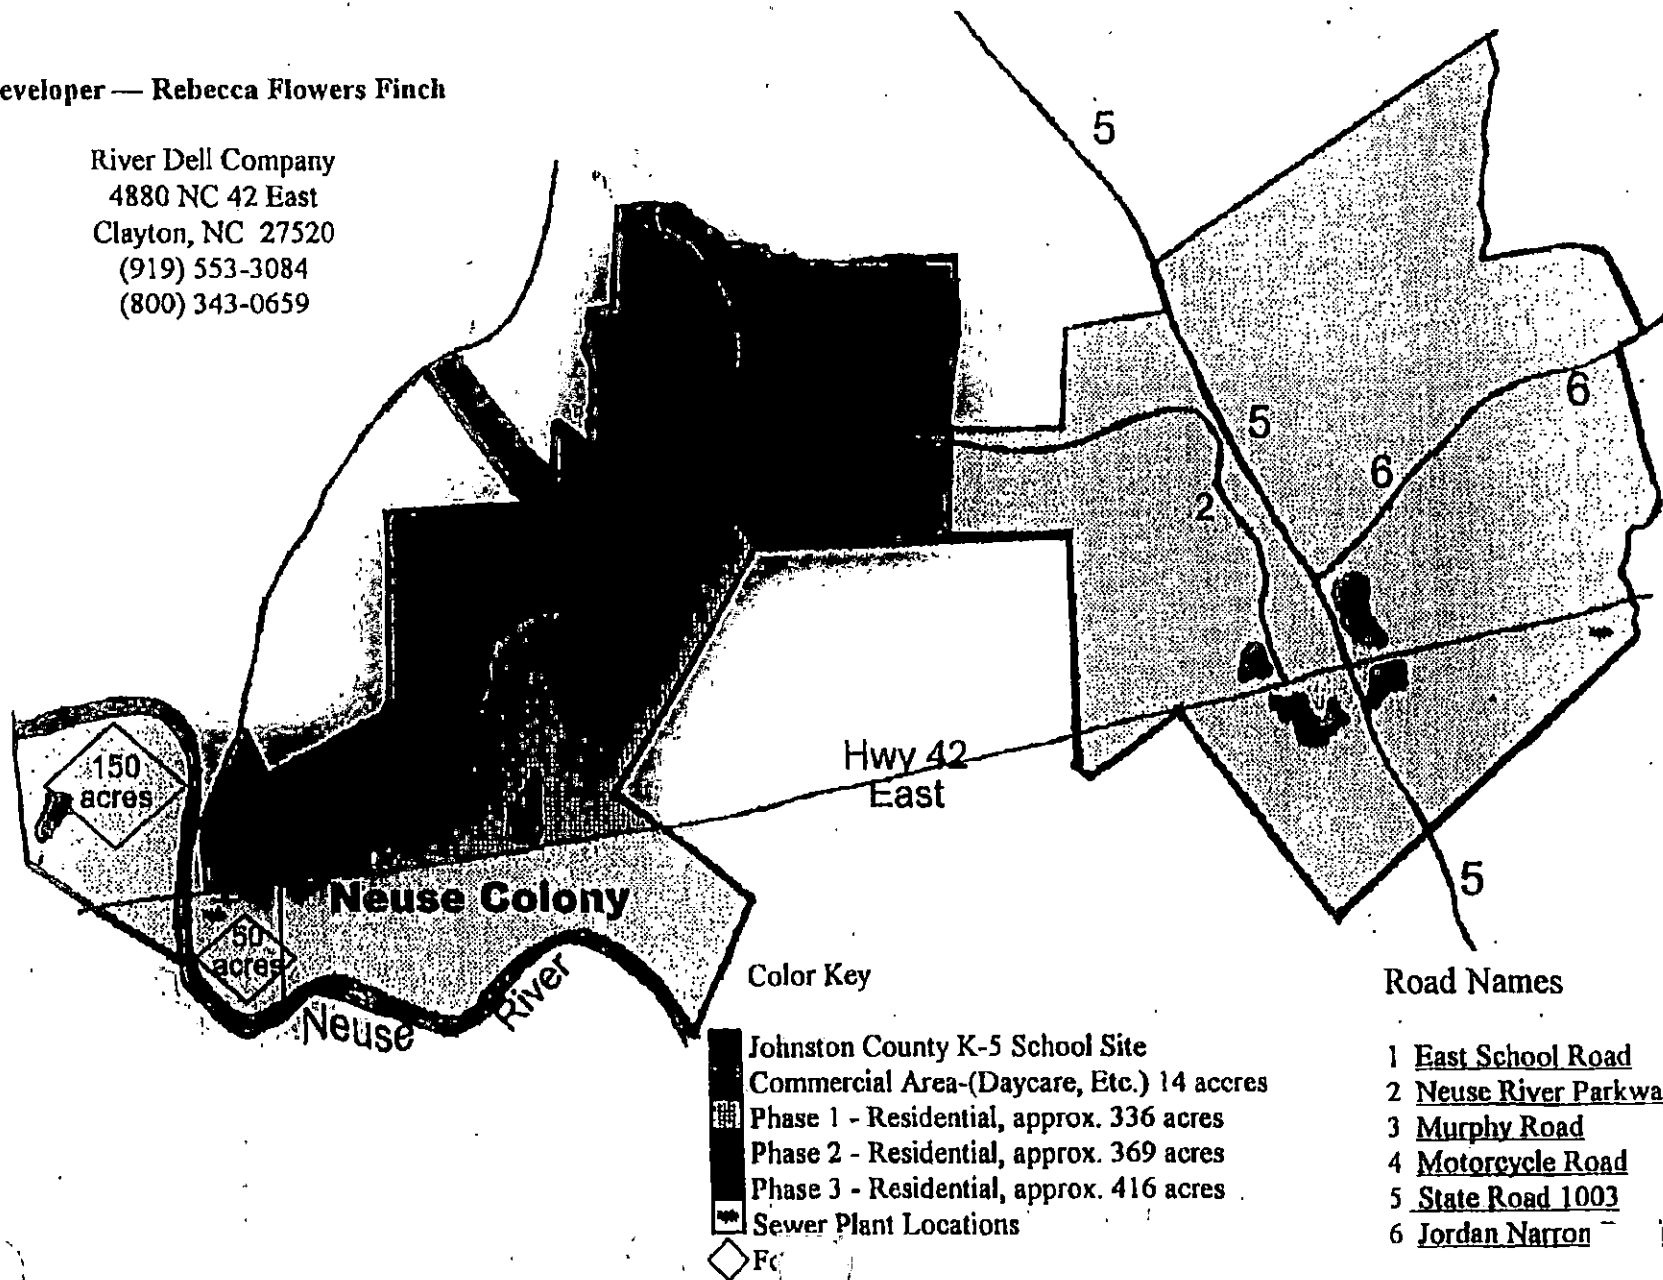 eveloper — Rebecca Flowers Finch
River Dell Company
4880 NC 42 East
Clayton, NC 27520
(919) 553-3084
(800) 343-0659
5
5
6
6
2
5
150
acres
50
acres
Hwy 42
East
Neuse Colony
Neuse River
Color Key
Johnston County K-5 School Site
Commercial Area-(Daycare, Etc.) 14 accres
Phase 1 - Residential, approx. 336 acres
Phase 2 - Residential, approx. 369 acres
Phase 3 - Residential, approx. 416 acres
Sewer Plant Locations
Road Names
1 East School Road
2 Neuse River Parkwa
3 Murphy Road
4 Motorcycle Road
5 State Road 1003
6 Jordan Narron